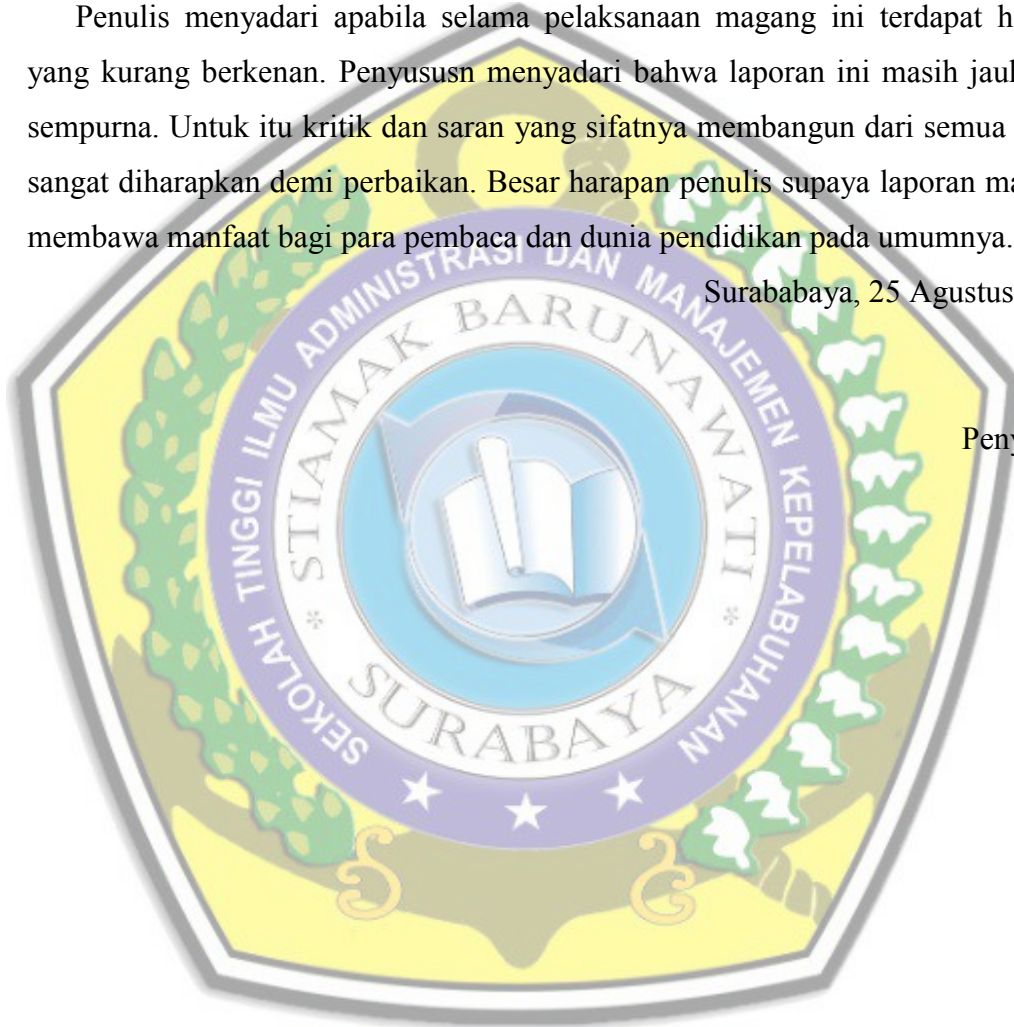 Penulis menyadari apabila selama pelaksanaan magang ini terdapat
yang kurang berkenan. Penyususn menyadari bahwa laporan ini masih
sempurna. Untuk itu kritik dan saran yang sifatnya membangun dari semua
sangat diharapkan demi perbaikan. Besar harapan penulis supaya laporan
membawa manfaat bagi para pembaca dan dunia pendidikan pada umumnya.
Surababaya, 25 Agustus
SEKOLAH TINGGI ILMU ADMINISTRASI DAN MANAJEMEN KEPELABUHANAN
STIAMAK BARUNAWATI
* SURABAYA *